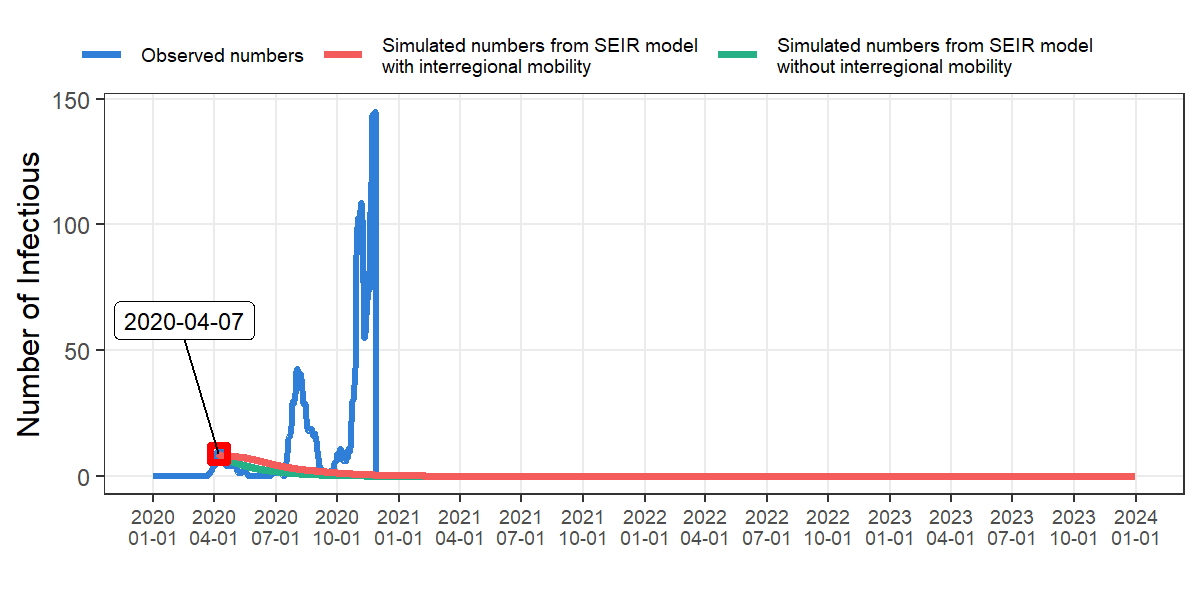 Observed numbers
Simulated numbers from SEIR model
with interregional mobility
Simulated numbers from SEIR model
without interregional mobility
Number of Infectious
150
100
50
0
2020-04-07
2020 2020 2020 2020 2021 2021 2021 2021 2022 2022 2022 2022 2023 2023 2023 2023 2024
01-01 04-01 07-01 10-01 01-01 04-01 07-01 10-01 01-01 04-01 07-01 10-01 01-01 04-01 07-01 10-01 01-01